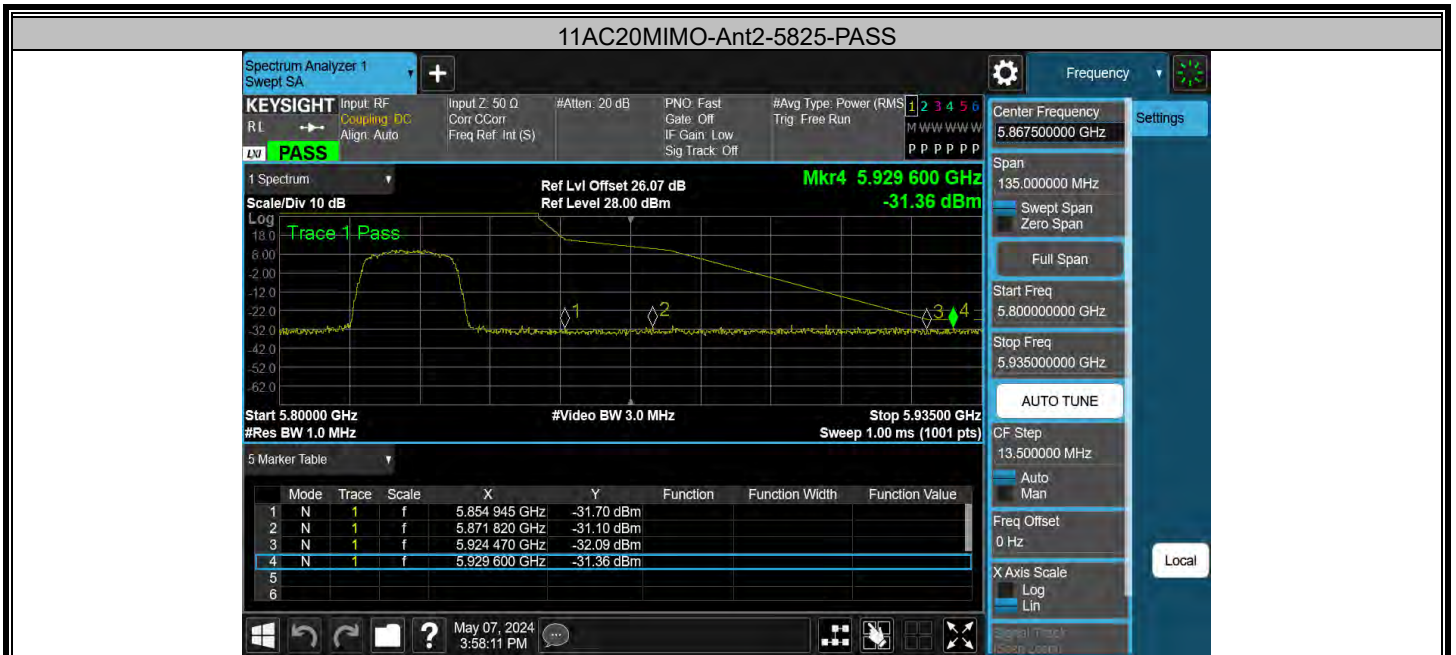 11AC20MIMO-Ant2-5825-PASS
Spectrum Analyzer 1
Swept SA
+
Frequency
KEYSIGHT
RL
LXI
PASS
Input: RF
Coupling: DC
Align: Auto
Input Z: 50 Ω
Corr CCorr
Freq Ref: Int (S)
#Atten: 20 dB
PNO: Fast
Gate: Off
IF Gain: Low
Sig Track: Off
#Avg Type: Power (RMS
Trig: Free Run
1 2 3 4 5 6
M W W W W W
P P P P P P
1 Spectrum
Scale/Div 10 dB
Ref Lvl Offset 26.07 dB
Ref Level 28.00 dBm
Mkr4 5.929 600 GHz
-31.36 dBm
Log
Trace 1 Pass
18.0
8.00
-2.00
-12.0
-22.0
-32.0
-42.0
-52.0
-62.0
1
2
3
4
Start 5.80000 GHz
#Video BW 3.0 MHz
Stop 5.93500 GHz
#Res BW 1.0 MHz
Sweep 1.00 ms (1001 pts)
5 Marker Table
Mode Trace Scale X Y Function Function Width Function Value
1 N 1 f 5.854 945 GHz -31.70 dBm
2 N 1 f 5.871 820 GHz -31.10 dBm
3 N 1 f 5.924 470 GHz -32.09 dBm
4 N 1 f 5.929 600 GHz -31.36 dBm
5
6
?
May 07, 2024
3:58:11 PM
Center Frequency
5.867500000 GHz
Settings
Span
135.000000 MHz
Swept Span
Zero Span
Full Span
Start Freq
5.800000000 GHz
Stop Freq
5.935000000 GHz
AUTO TUNE
CF Step
13.500000 MHz
Auto
Man
Freq Offset
0 Hz
Local
X Axis Scale
Log
Lin
Signal Track
(Span Zoom)